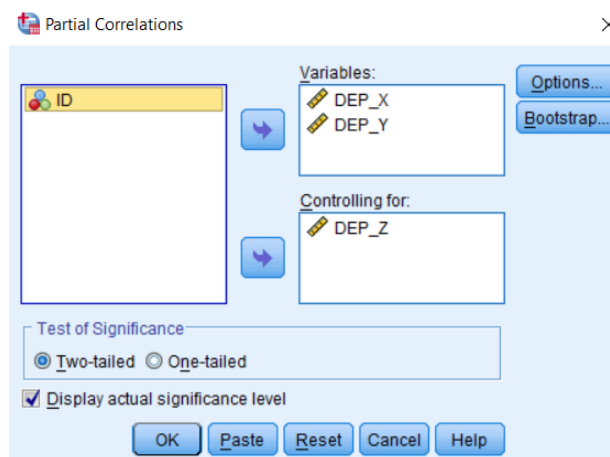 Partial Correlations
ID
Variables:
DEP_X
DEP_Y
Options...
Bootstrap...
Controlling for:
DEP_Z
Test of Significance
Two-tailed One-tailed
Display actual significance level
OK Paste Reset Cancel Help